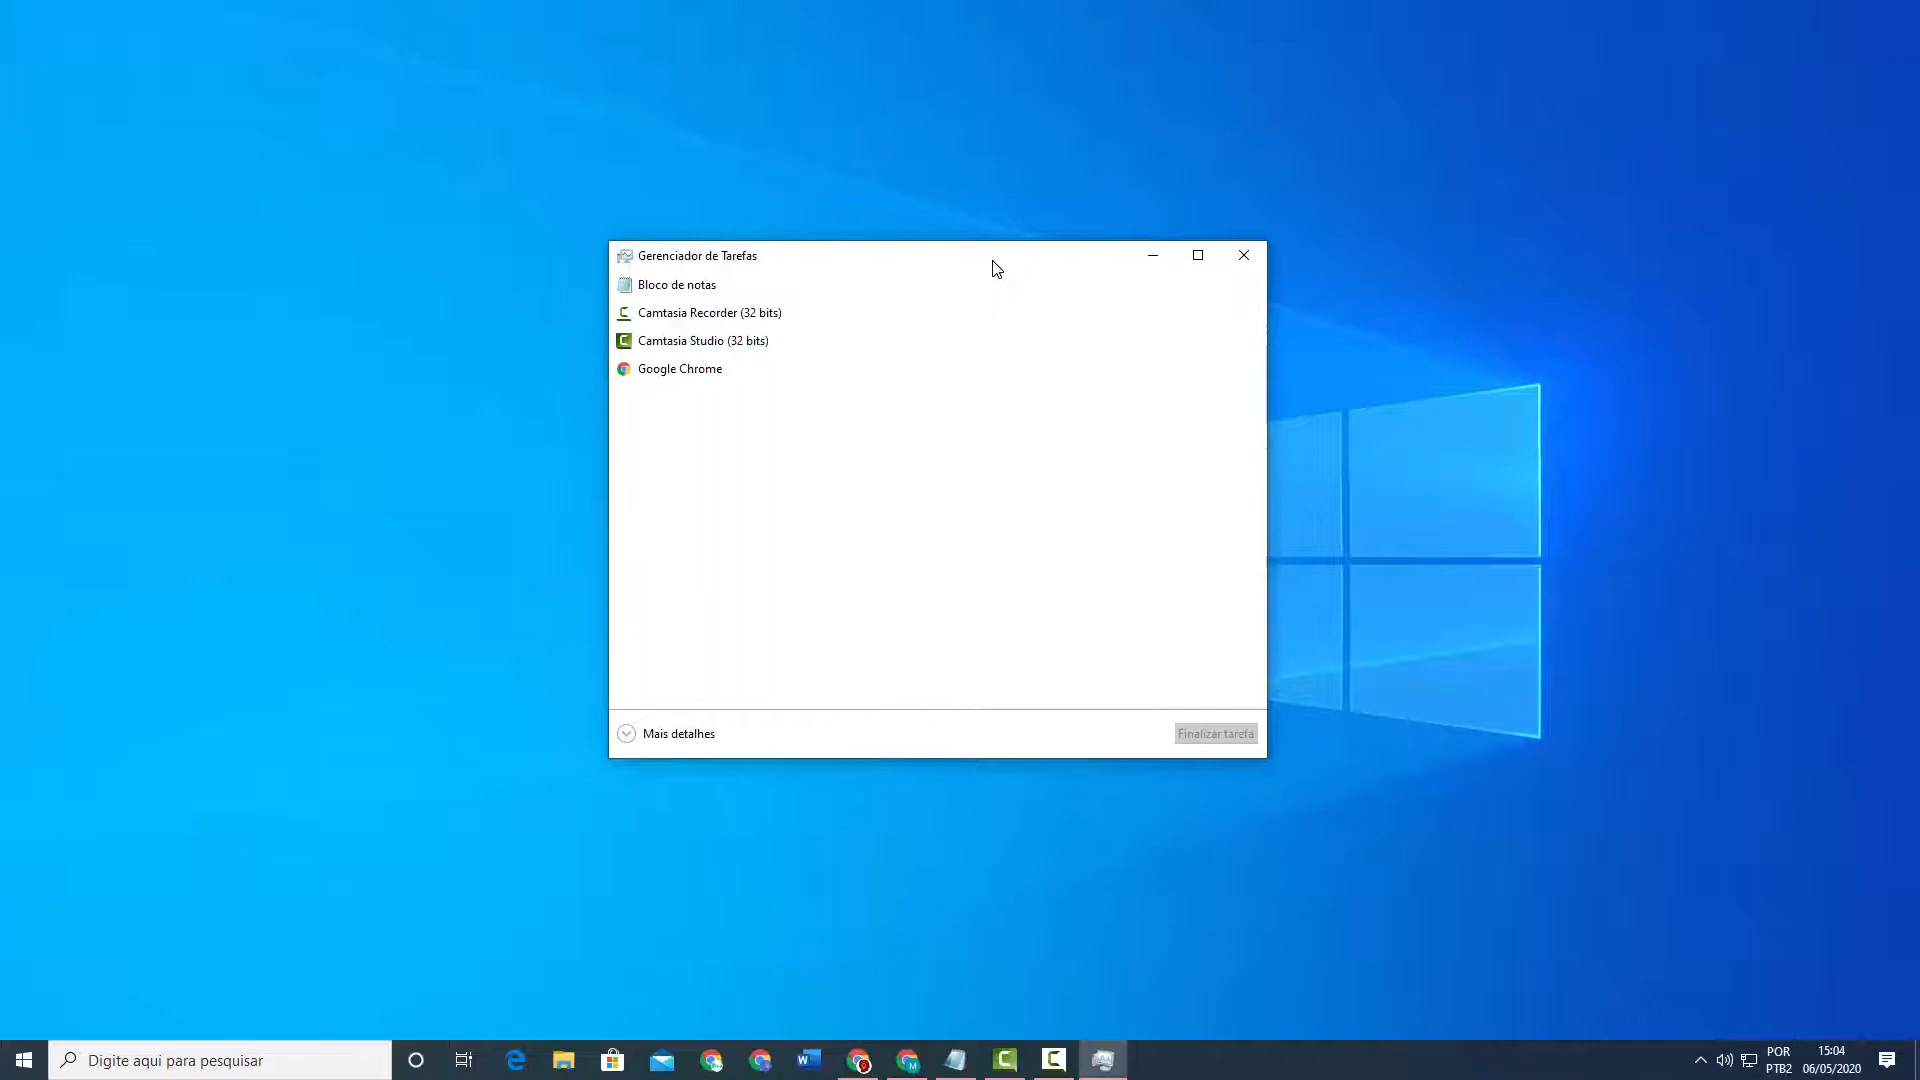 Gerenciador de Tarefas
Bloco de notas
Camtasia Recorder (32 bits)
Camtasia Studio (32 bits)
Google Chrome
Mais detalhes
Finalizar tarefa
Digite aqui para pesquisar
POR
PTB2
15:04
06/05/2020